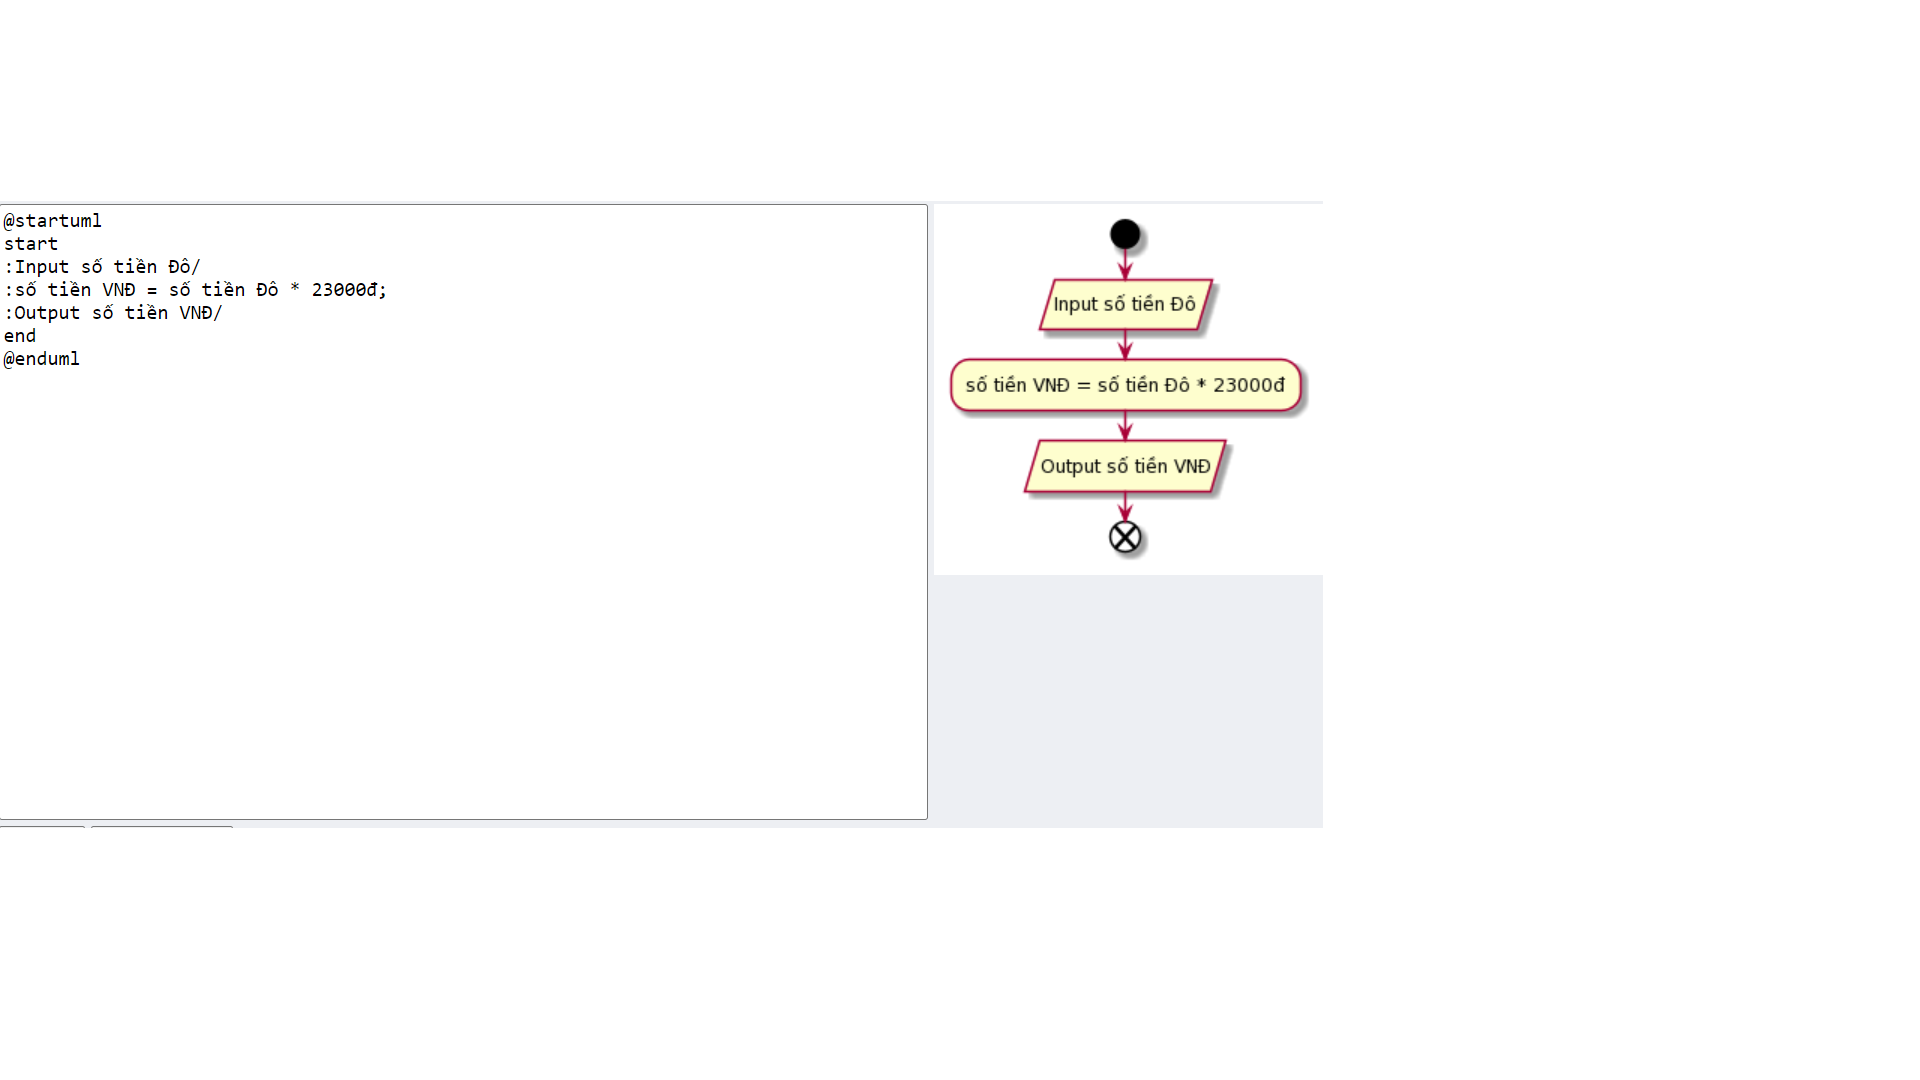 @startuml
start
:Input số tiền Đô/
:số tiền VNĐ = số tiền Đô * 23000đ;
:Output số tiền VNĐ/
end
@enduml
Input số tiền Đô
số tiền VNĐ = số tiền Đô * 23000đ
Output số tiền VNĐ